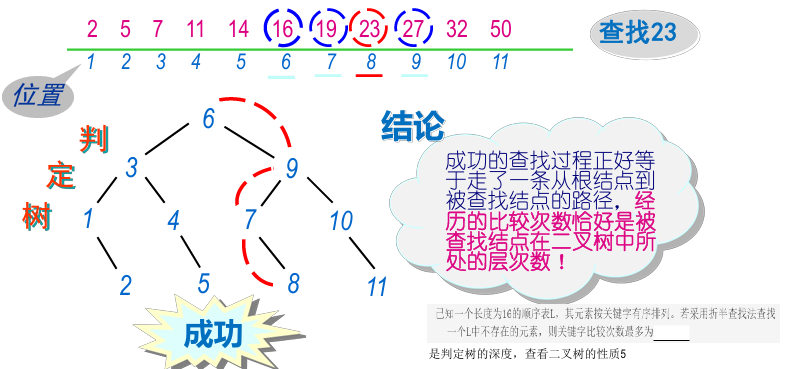 2 5 7 11 14 16 19 23 27 32 50
查找23
1 2 3 4 5 6 7 8 9 10 11
位置
判
定
树
6
3 9
1 4 7 10
2 5 8 11
成功
结论
成功的查找过程正好等
于走了一条从根结点到
被查找结点的路径，经
历的比较次数恰好是被
查找结点在二叉树中所
处的层次数！
己知一个长度为16的顺序表L，其元素按关键字有序排列。若采用折半查找法查找
一个L中不存在的元素，则关键字比较次数最多为
是判定树的深度，查看二叉树的性质5